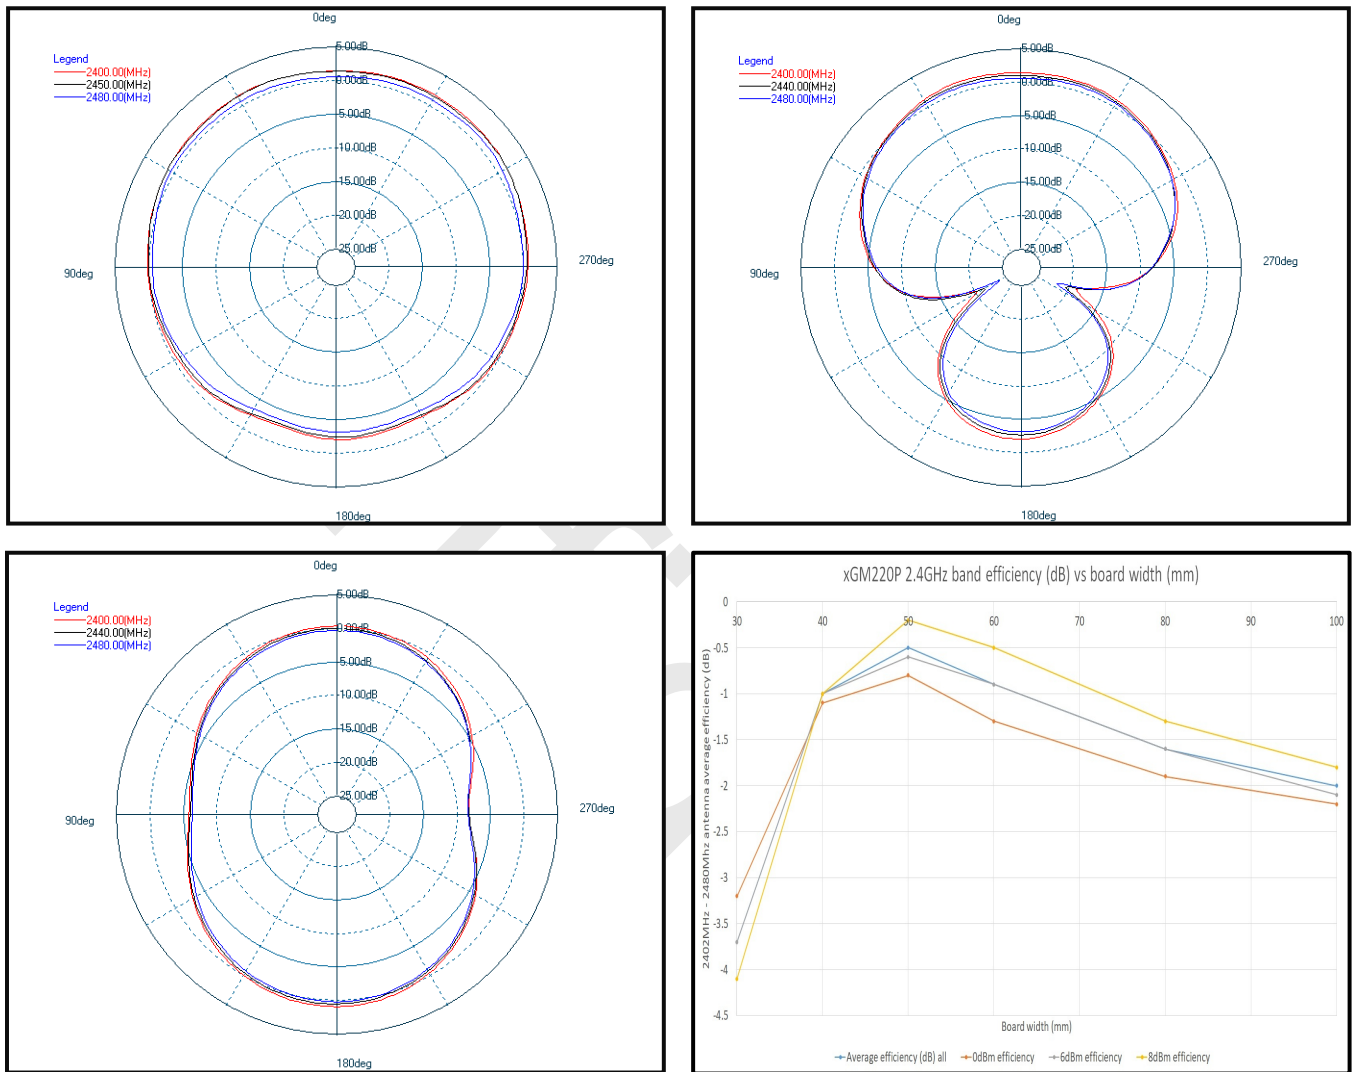 0deg
Legend
2400.00(MHz)
2450.00(MHz)
2480.00(MHz)
5.00dB
0.00dB
5.00dB
10.00dB
15.00dB
20.00dB
25.00dB
90deg
270deg
180deg
0deg
Legend
2400.00(MHz)
2440.00(MHz)
2480.00(MHz)
5.00dB
0.00dB
5.00dB
10.00dB
15.00dB
20.00dB
25.00dB
90deg
270deg
180deg
0deg
Legend
2400.00(MHz)
2440.00(MHz)
2480.00(MHz)
5.00dB
0.00dB
5.00dB
10.00dB
15.00dB
20.00dB
25.00dB
90deg
270deg
180deg
xGM220P 2.4GHz band efficiency (dB) vs board width (mm)
0
30 40 50 60 70 80 90 100
-0.5
-1
-1.5
-2
-2.5
-3
-3.5
-4
-4.5
2402MHz - 2480Mhz antenna average efficiency (dB)
Board width (mm)
Average efficiency (dB) all 0dBm efficiency 6dBm efficiency 8dBm efficiency